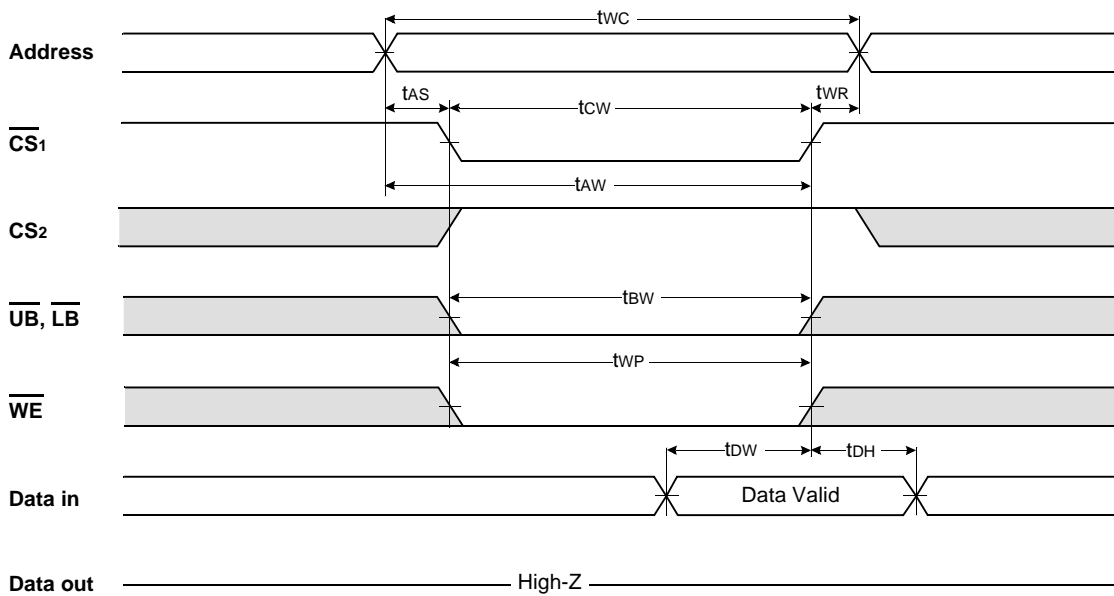 tWC
Address
tAS tCW tWR
CS1
tAW
CS2
tBW
UB, LB
tWP
WE
tDW tDH
Data in Data Valid
Data out High-Z